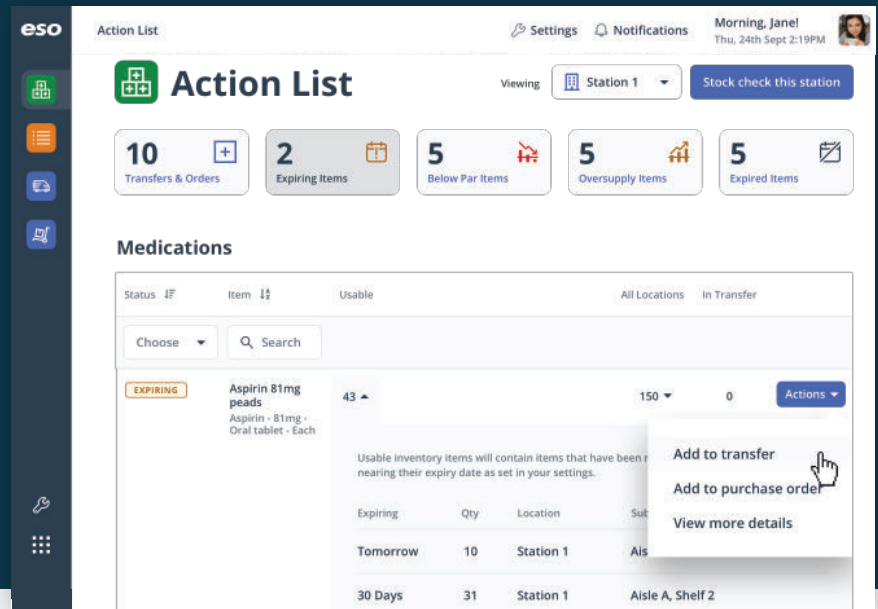 eso
Action List
Settings
Notifications
Morning, Jane!
Thu, 24th Sept 2:19PM
Action List
Viewing
Station 1
Stock check this station
10
Transfers & Orders
2
Expiring Items
5
Below Par Items
5
Oversupply Items
5
Expired Items
Medications
Status
Item
Usable
All Locations
In Transfer
Choose
Search
EXPIRING
Aspirin 81mg
peads
Aspirin - 81mg -
Oral tablet - Each
43
150
0
Actions
Add to transfer
Add to purchase order
View more details
Usable inventory items will contain items that have been
nearing their expiry date as set in your settings.
Expiring
Qty
Location
Tomorrow
10
Station 1
30 Days
31
Station 1
Aisle A, Shelf 2